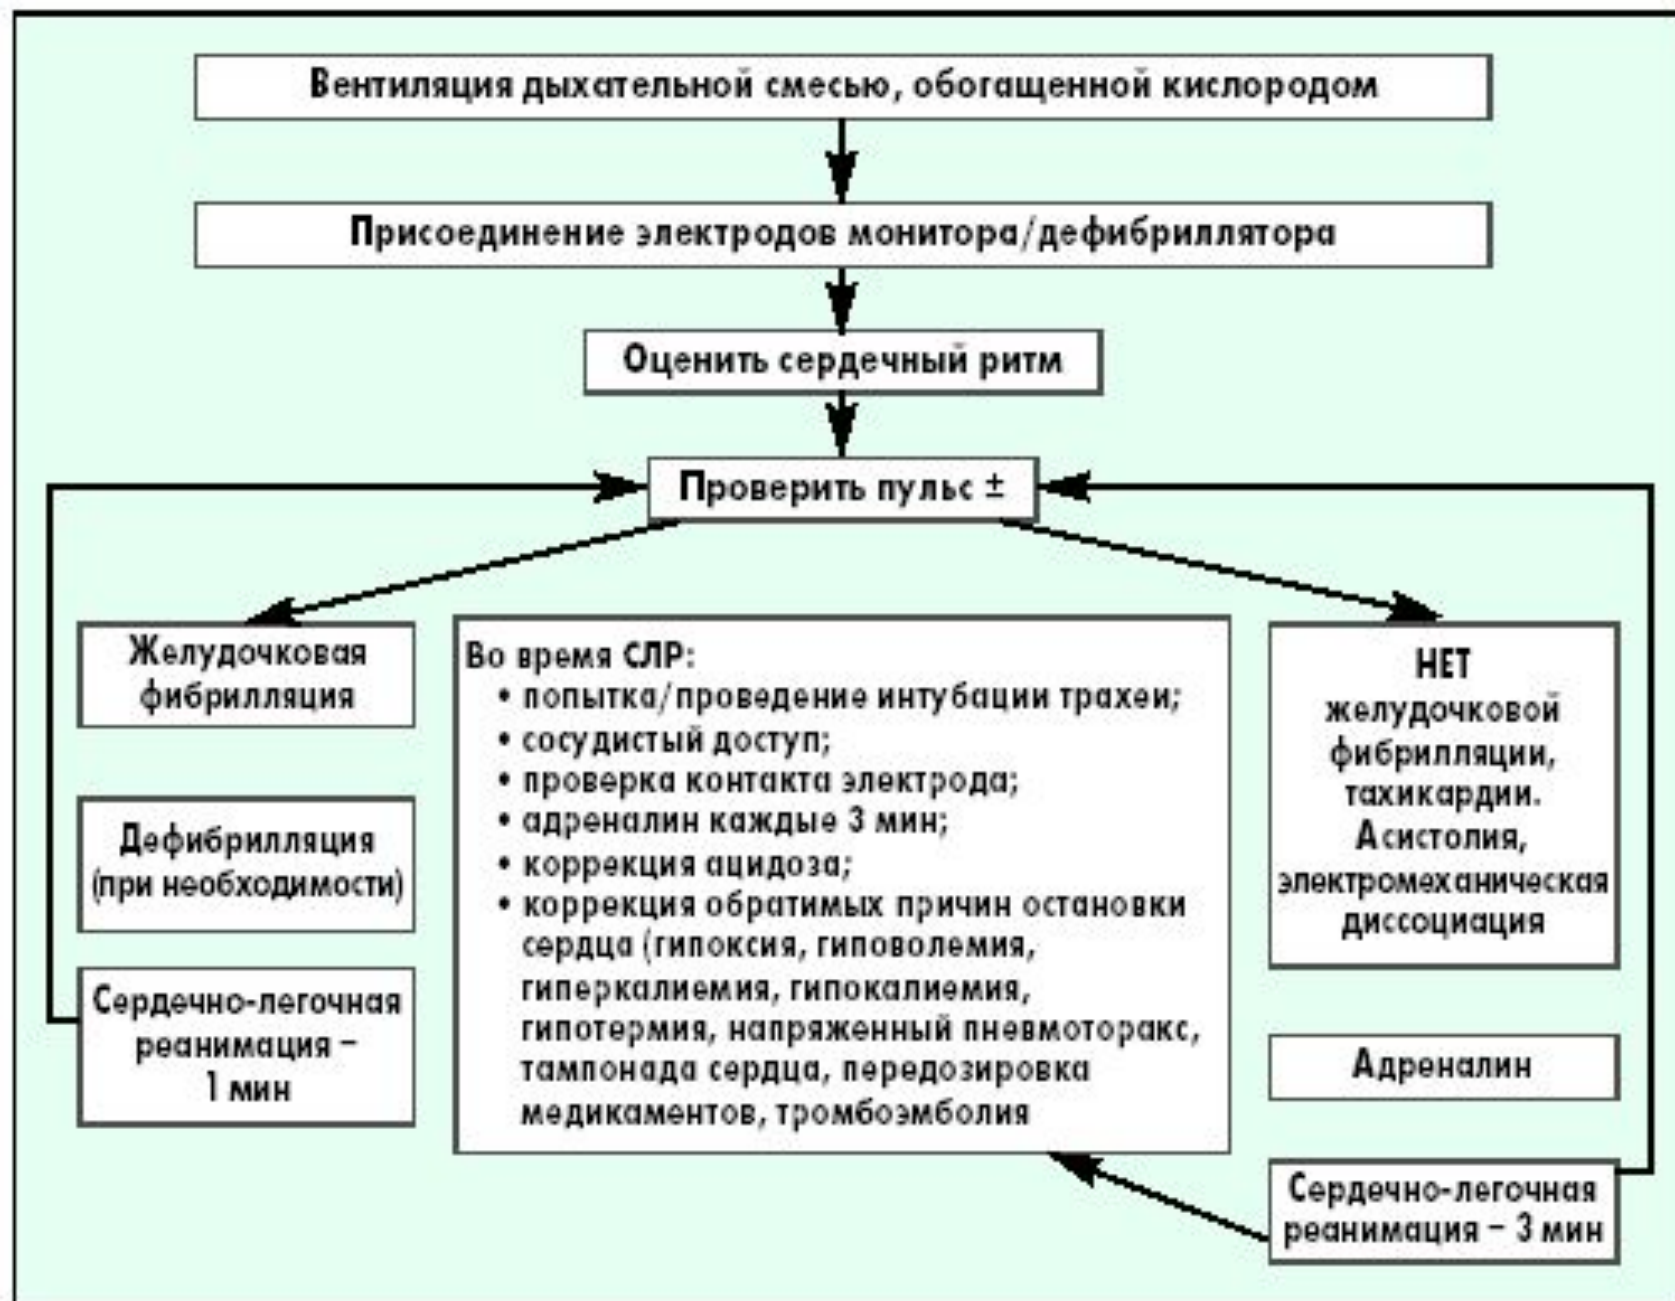 Вентиляция дыхательной смесью, обогащенной кислородом
Присоединение электродов монитора/дефибриллятора
Оценить сердечный ритм
Проверить пульс ±
Желудочковая
фибрилляция
Дефибрилляция
(при необходимости)
Сердечно-легочная
реанимация –
1 мин
Во время СЛР:
• попытка/проведение интубации трахеи;
• сосудистый доступ;
• проверка контакта электрода;
• адреналин каждые 3 мин;
• коррекция ацидоза;
• коррекция обратимых причин остановки
сердца (гипоксия, гиповолемия,
гиперкалиемия, гипокалиемия,
гипотермия, напряженный пневмоторакс,
тампонада сердца, передозировка
медикаментов, тромбоэмболия
НЕТ
желудочковой
фибрилляции,
тахикардии.
Асистолия,
электромеханическая
диссоциация
Адреналин
Сердечно-легочная
реанимация – 3 мин